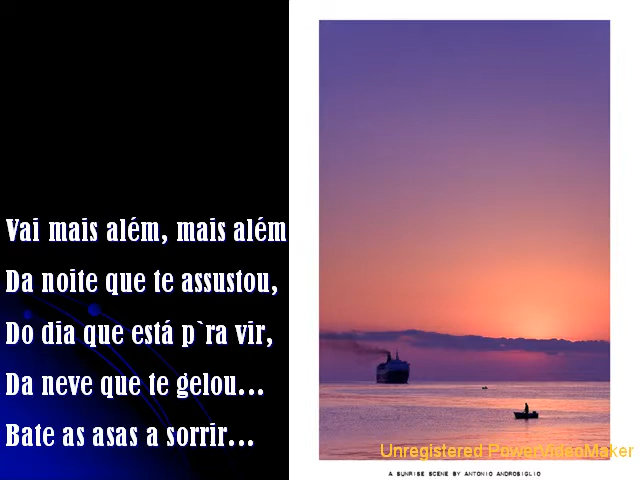 Vai mais além, mais além
Da noite que te assustou,
Do dia que está p`ra vir,
Da neve que te gelou...
Bate as asas a sorrir...
Unregistered PowerVideoMaker
A SUNRISE SCENE BY ANTONIO ANDROSIGLIO